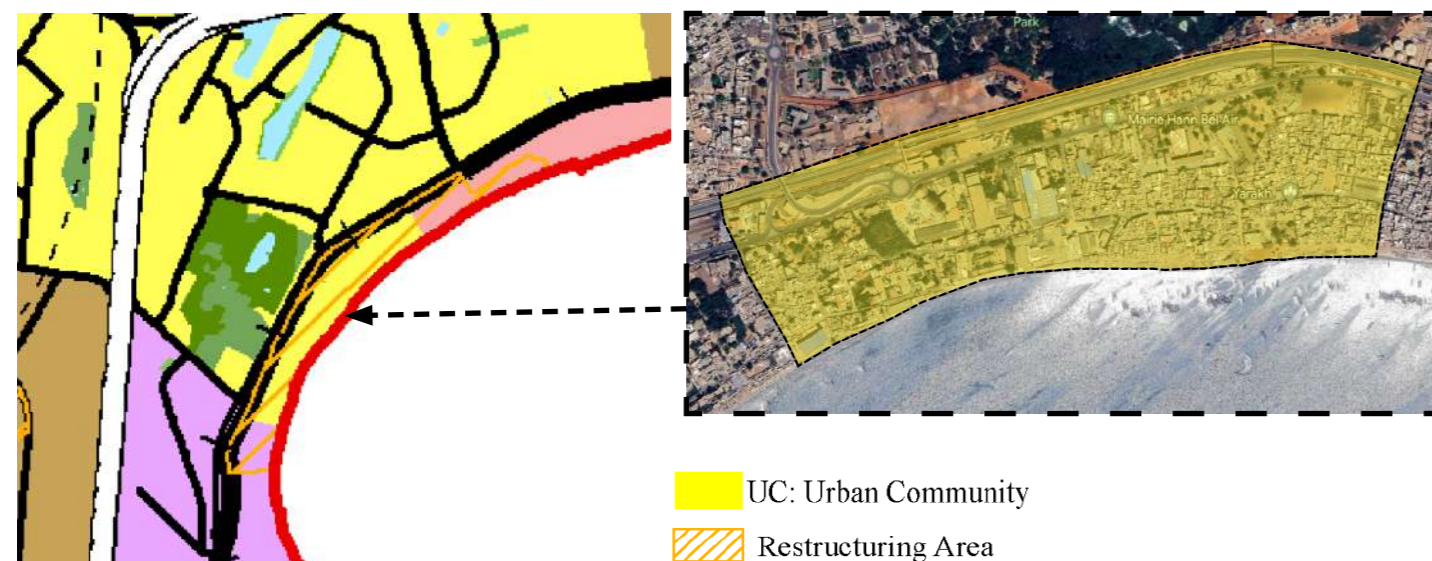 Park
Mairie Hann Bel Air
Yarakh
UC: Urban Community
Restructuring Area